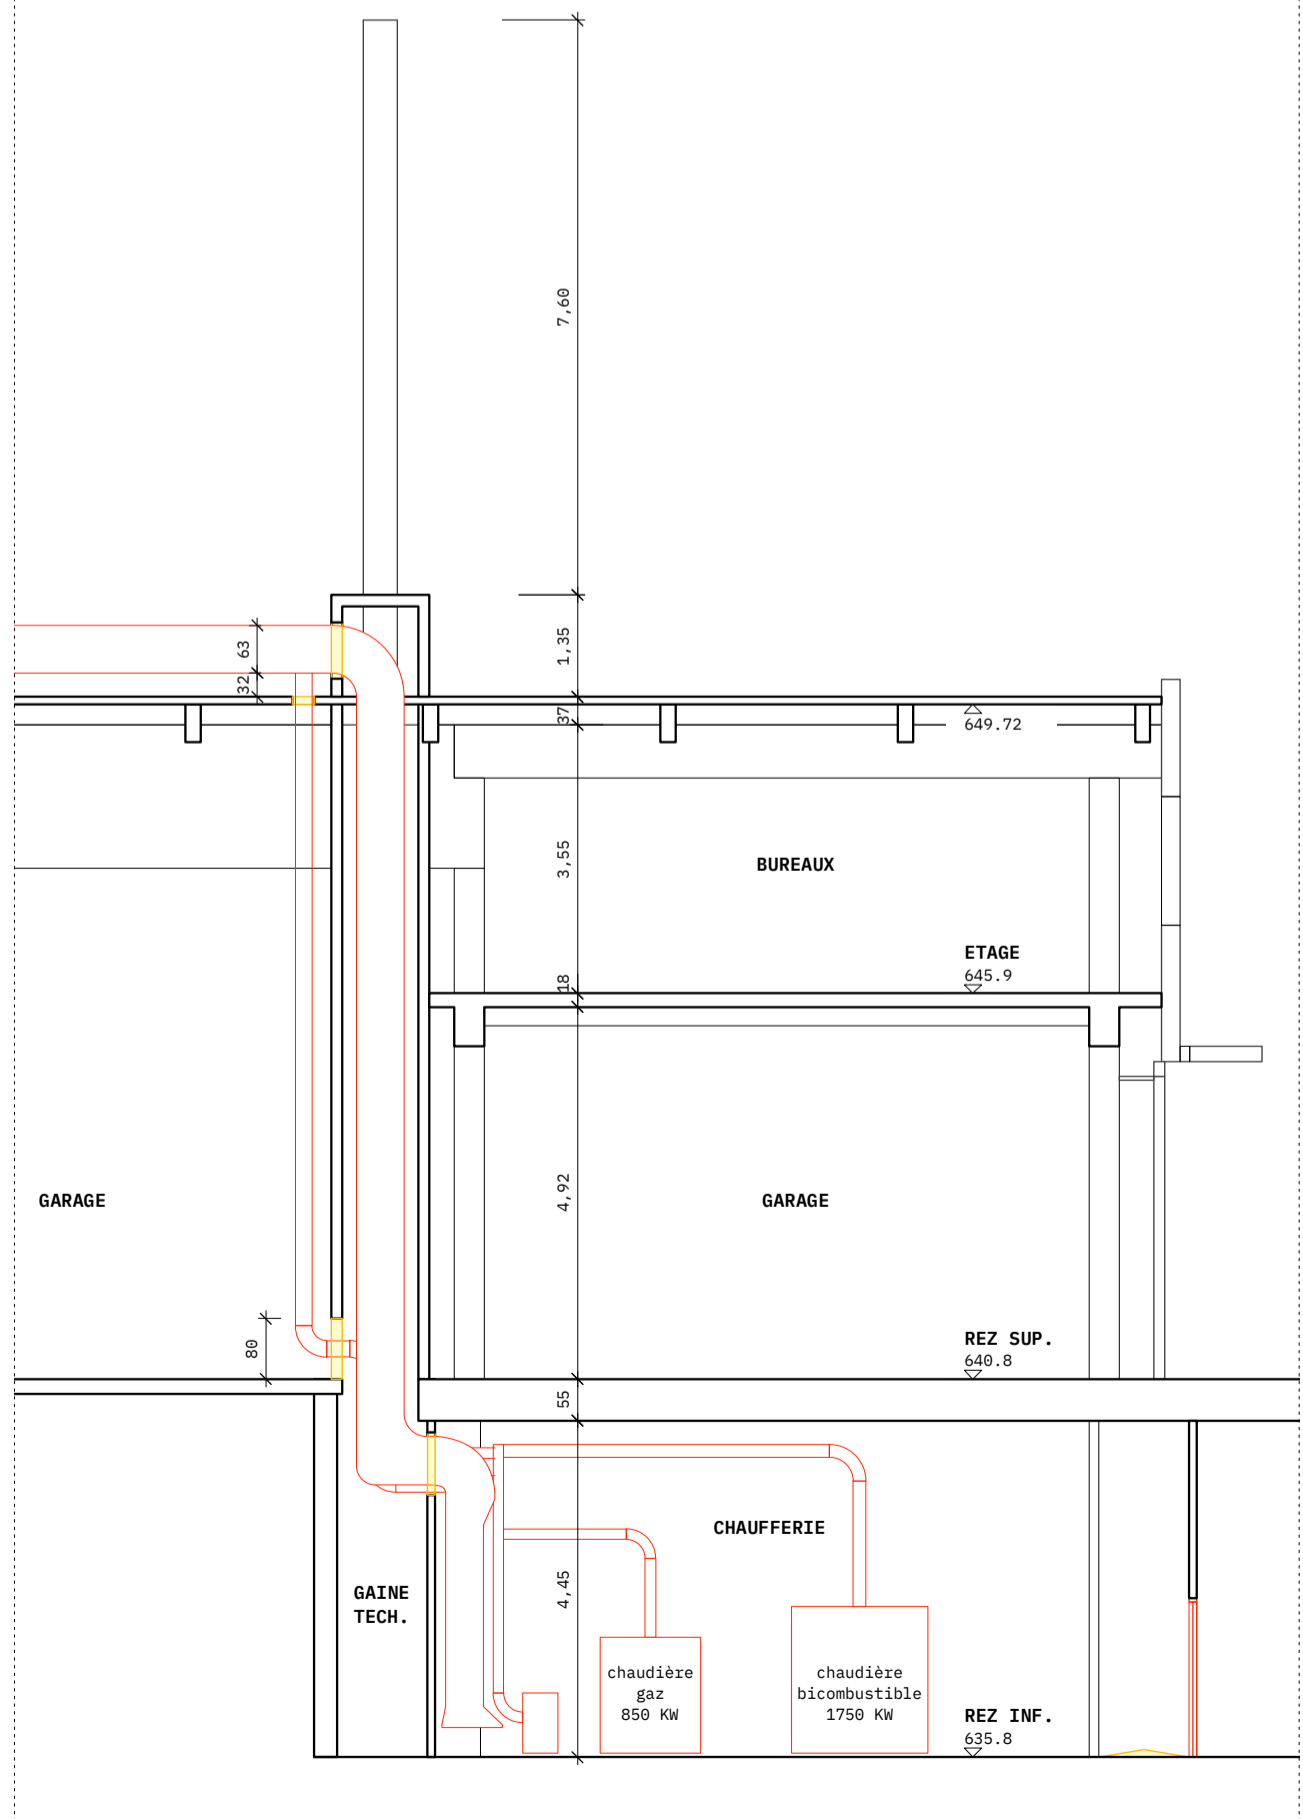 7,60
63
1,35
32
37
649.72
3,55
BUREAUX
ETAGE
645.9
18
GARAGE
4,92
GARAGE
REZ SUP.
640.8
80
55
CHAUFFERIE
GAINE
TECH.
4,45
chaudière
gaz
850 KW
chaudière
bicombustible
1750 KW
REZ INF.
635.8